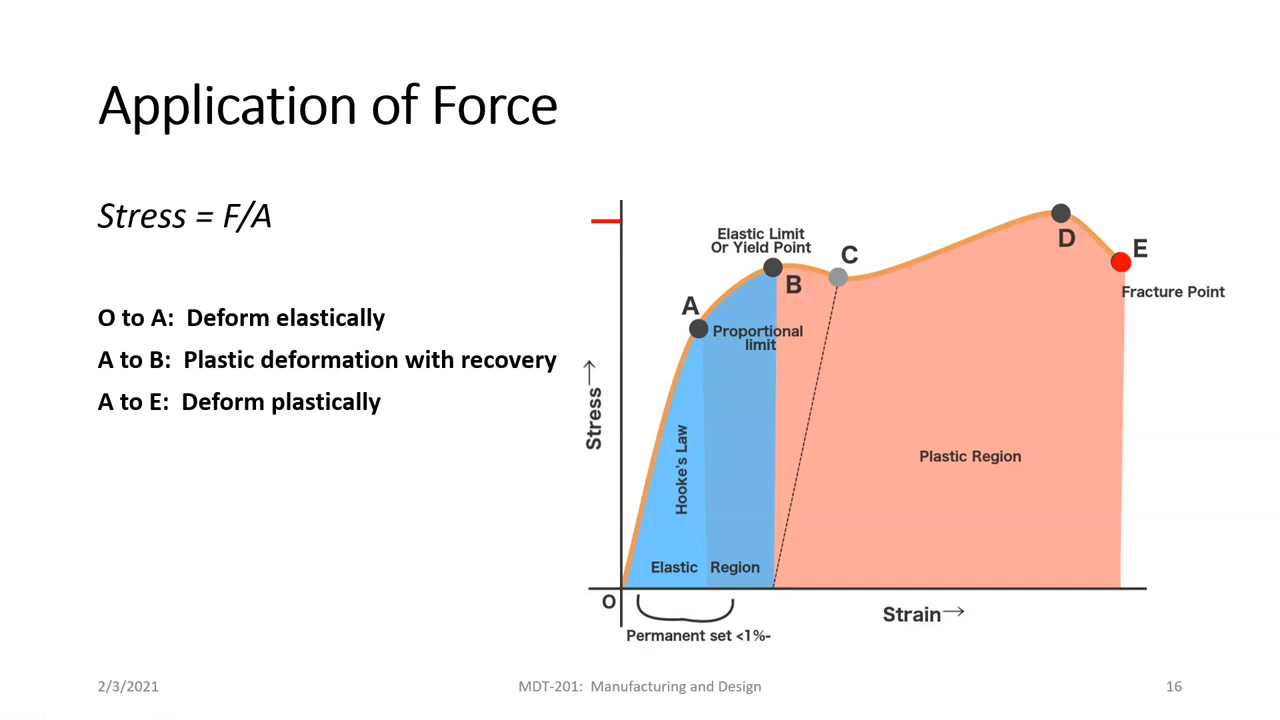 Application of Force
Stress = F/A
O to A:  Deform elastically
A to B:  Plastic deformation with recovery
A to E:  Deform plastically
Elastic Limit
Or Yield Point
A
B
C
D
E
Fracture Point
Proportional
limit
Stress→
Hooke's Law
Plastic Region
Elastic Region
O
Strain→
Permanent set <1%-
2/3/2021
MDT-201:  Manufacturing and Design
16